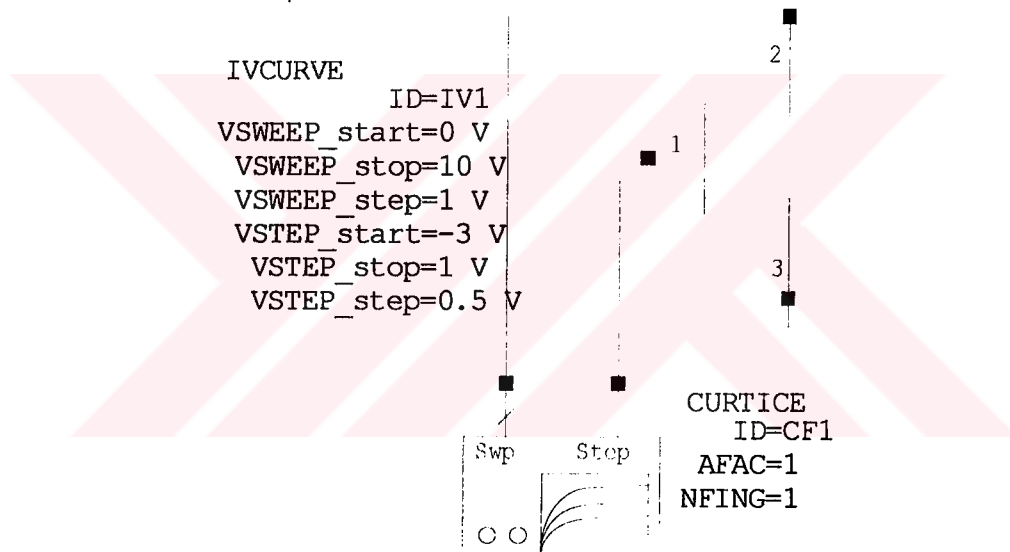 2
IVCURVE
ID=IV1
VSWEEP_start=0 V
1
VSWEEP_stop=10 V
VSWEEP_step=1 V
VSTEP_start=-3 V
VSTEP_stop=1 V
3
VSTEP_step=0.5 V
CURTICE
ID=CF1
Swp Step
AFAC=1
NFING=1